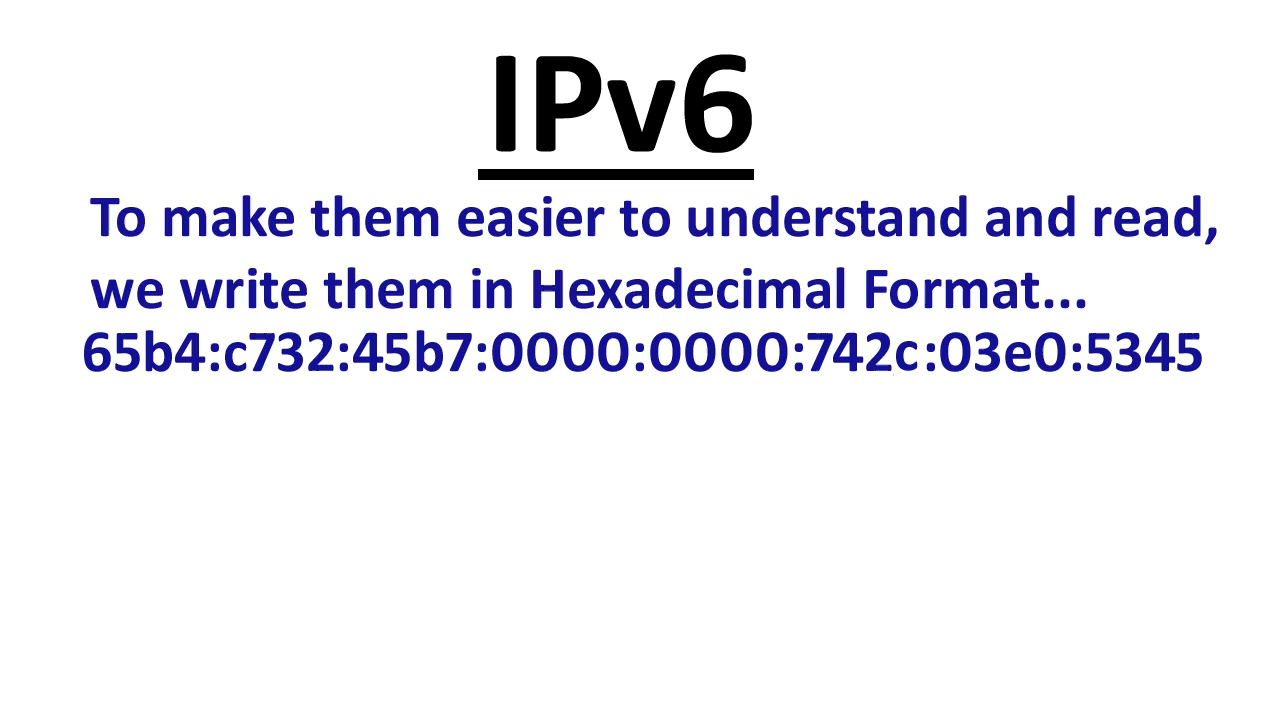 IPv6
To make them easier to understand and read,
we write them in Hexadecimal Format...
65b4:c732:45b7:0000:0000:742c:03e0:5345